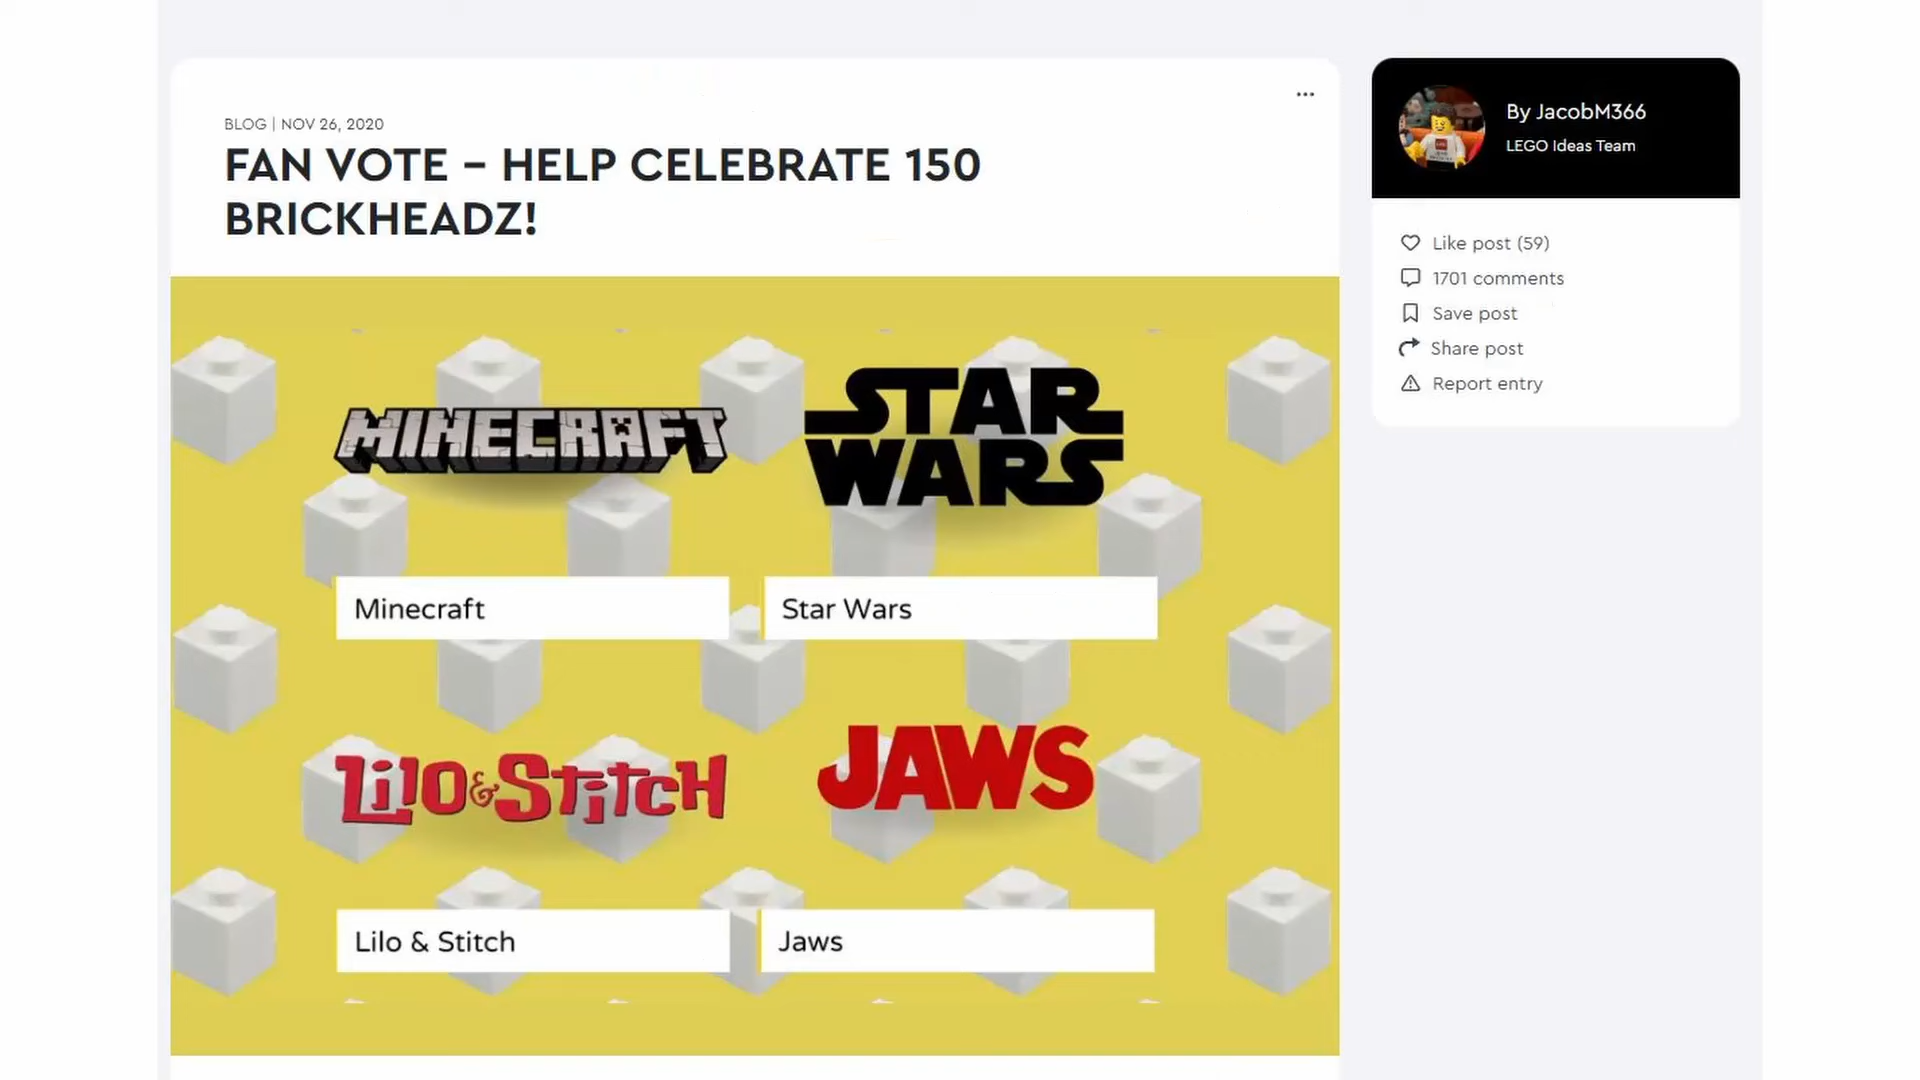 BLOG | NOV 26, 2020
FAN VOTE – HELP CELEBRATE 150
BRICKHEADZ!
By JacobM366
LEGO Ideas Team
Like post (59)
1701 comments
Save post
Share post
Report entry
MINECRAFT
STAR
WARS
Minecraft
Star Wars
Lilo & Stitch
JAWS
Lilo & Stitch
Jaws